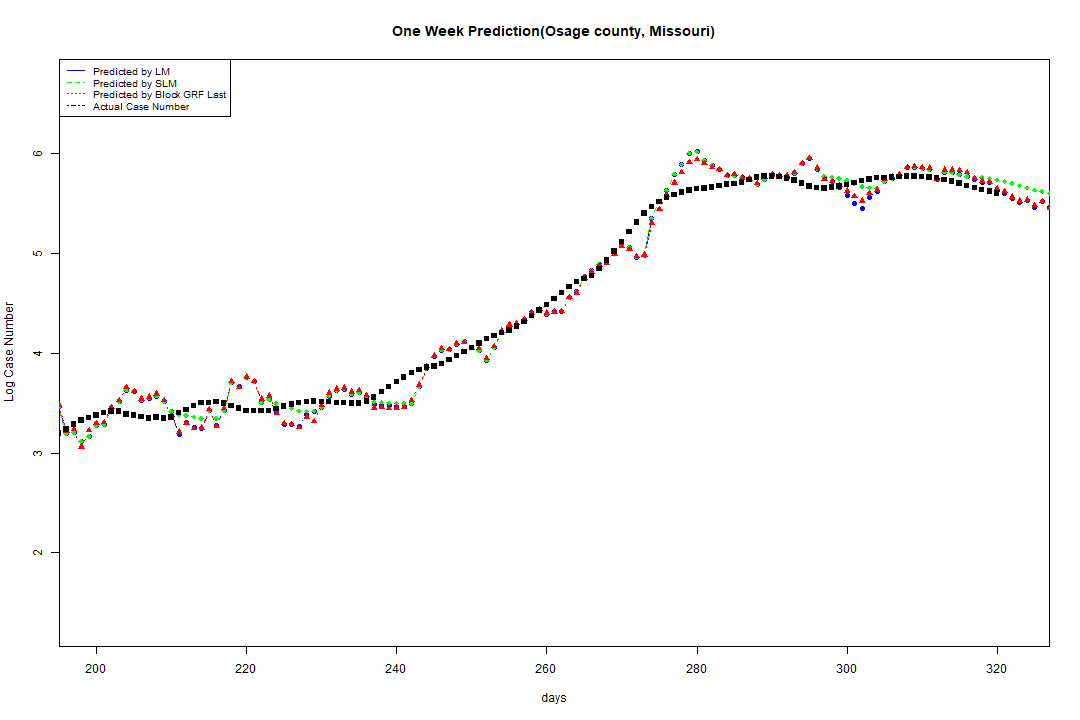 One Week Prediction(Osage county, Missouri)
Predicted by LM
Predicted by SLM
Predicted by Block GRF Last
Actual Case Number
6
5
4
3
2
Log Case Number
200 220 240 260 280 300 320
days